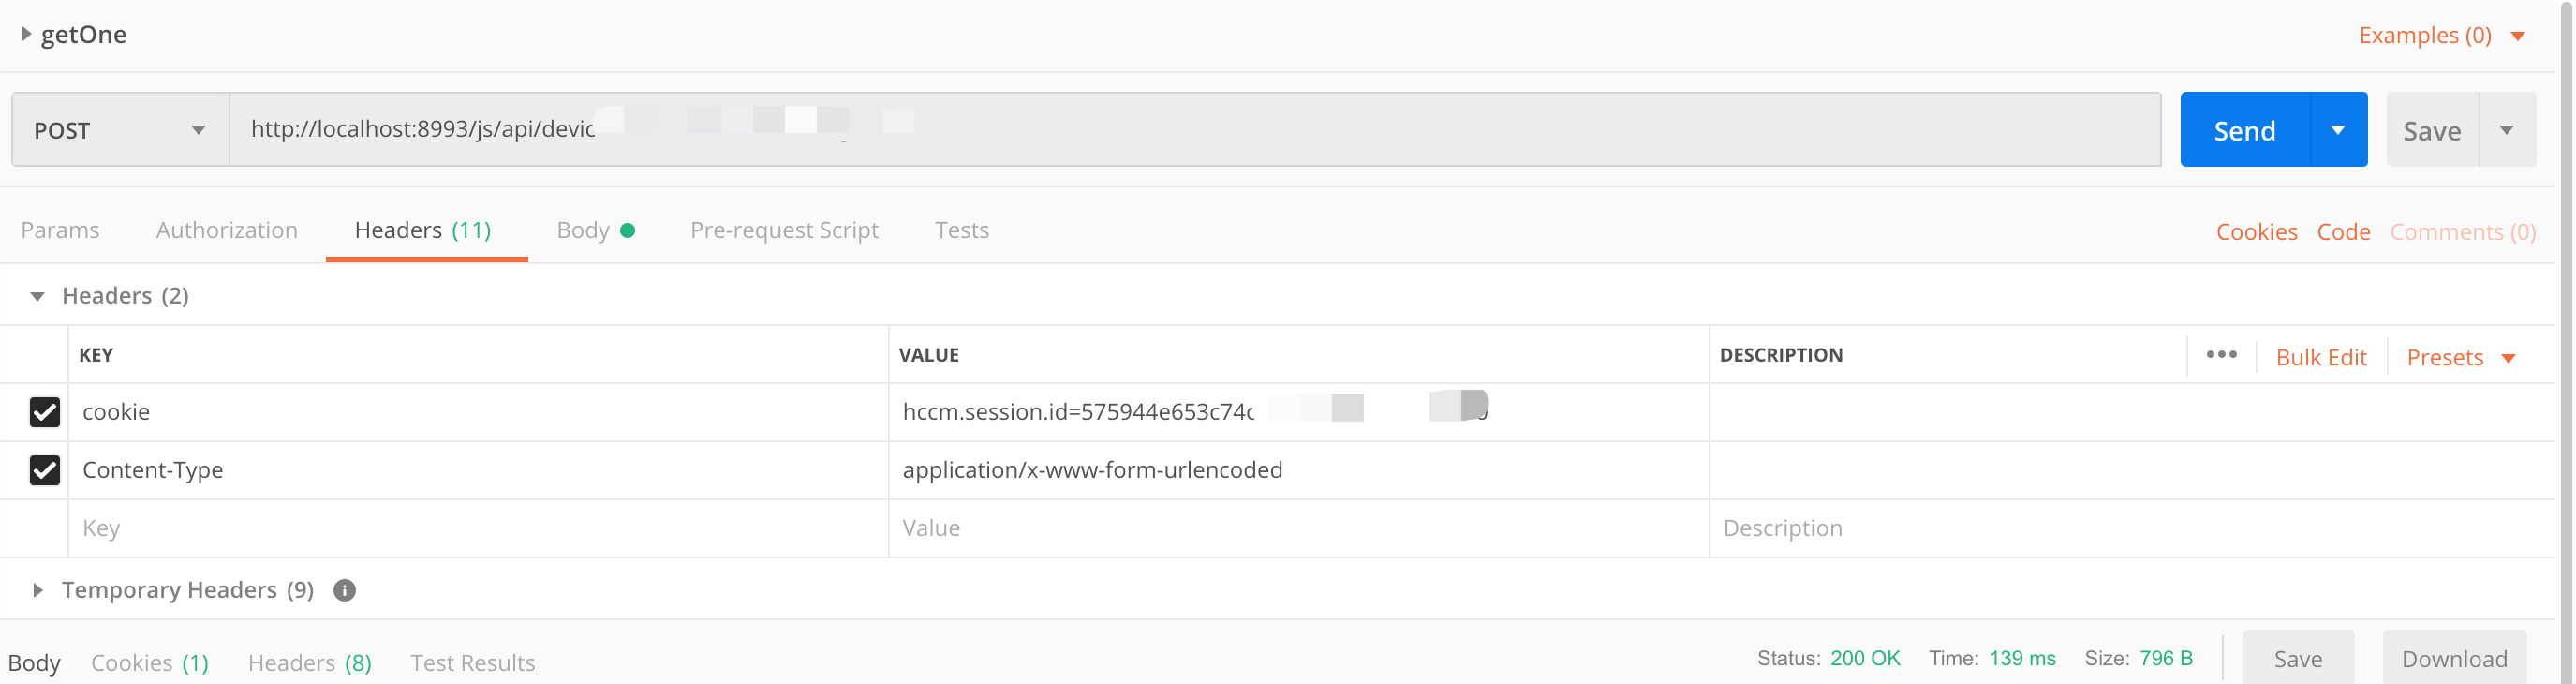 getOne Examples (0)
POST http://localhost:8993/js/api/devic Send Save
Params Authorization Headers (11) Body Pre-request Script Tests Cookies Code Comments (0)
Headers (2)
KEY VALUE DESCRIPTION ••• Bulk Edit Presets
cookie hccm.session.id=575944e653c74c
Content-Type application/x-www-form-urlencoded
Key Value Description
Temporary Headers (9)
Body Cookies (1) Headers (8) Test Results Status: 200 OK Time: 139 ms Size: 796 B Save Download